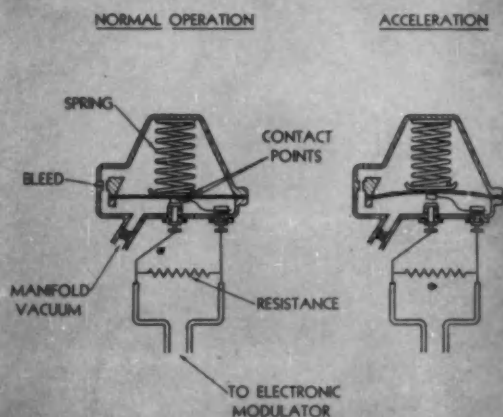 NORMAL OPERATION
ACCELERATION
SPRING
CONTACT
POINTS
BLEED
MANIFOLD
VACUUM
RESISTANCE
TO ELECTRONIC
MODULATOR